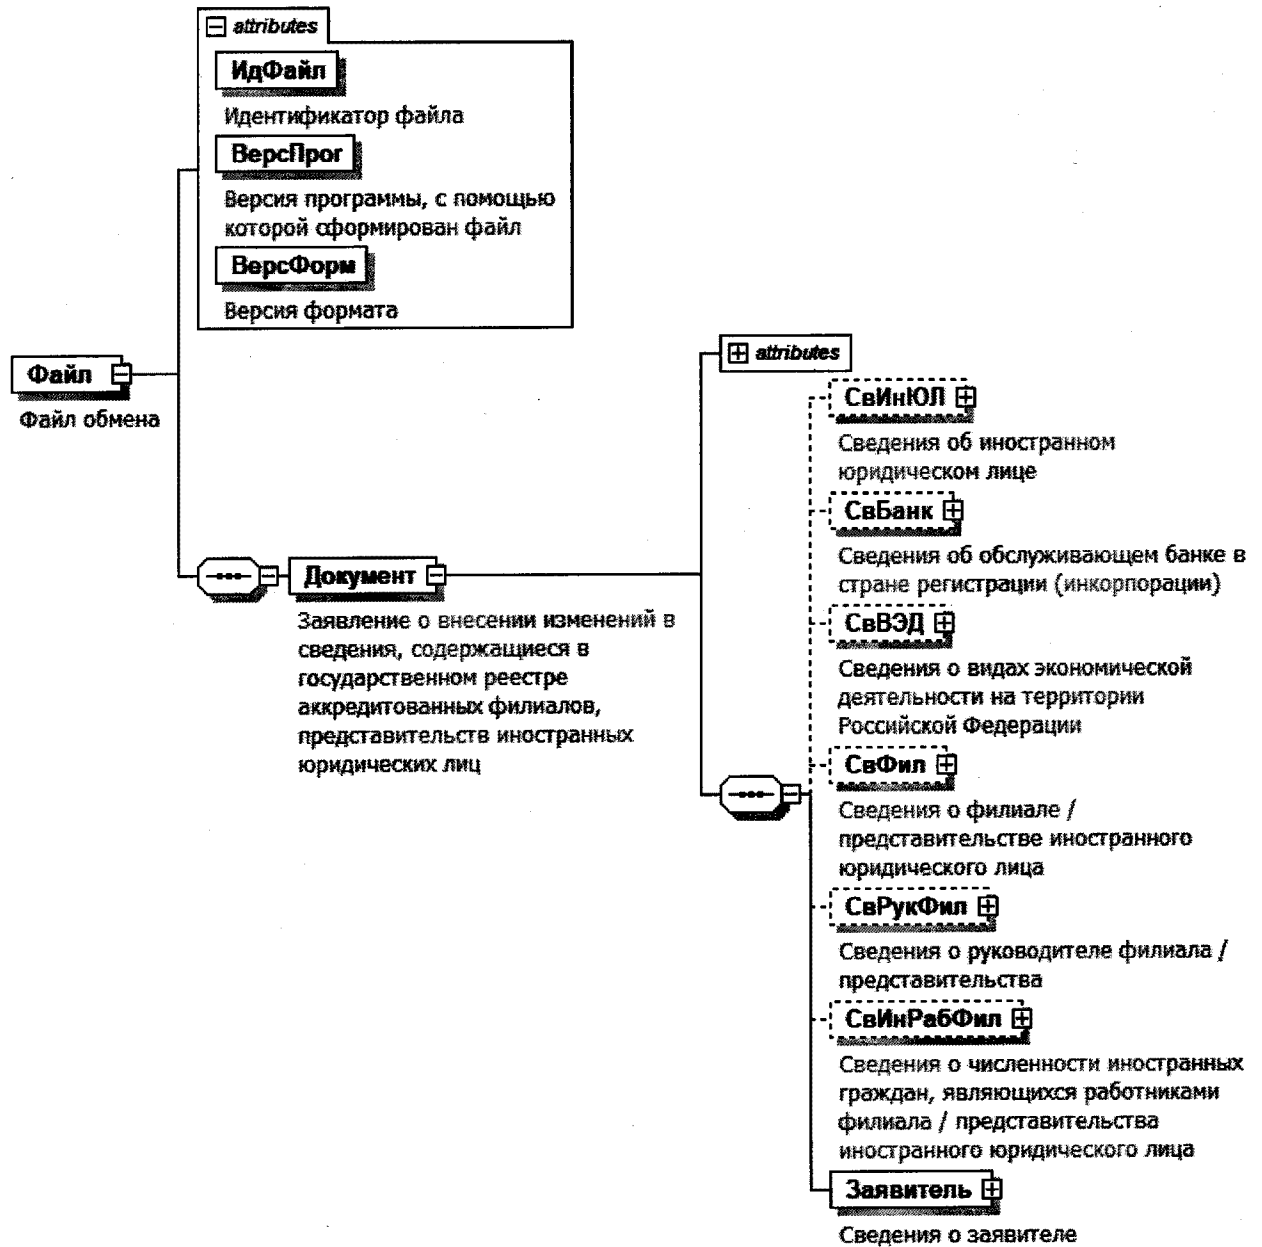 attributes
ИдФайл
Идентификатор файла
ВерсПрог
Версия программы, с помощью
которой сформирован файл
ВерсФорм
Версия формата
Файл
Файл обмена
Документ
Заявление о внесении изменений в
сведения, содержащиеся в
государственном реестре
аккредитованных филиалов,
представительств иностранных
юридических лиц
attributes
СвИнЮЛ
Сведения об иностранном
юридическом лице
СвБанк
Сведения об обслуживающем банке в
стране регистрации (инкорпорации)
СвВЭД
Сведения о видах экономической
деятельности на территории
Российской Федерации
СвФил
Сведения о филиале /
представительстве иностранного
юридического лица
СвРукФил
Сведения о руководителе филиала /
представительства
СвИнРабФил
Сведения о численности иностранных
граждан, являющихся работниками
филиала / представительства
иностранного юридического лица
Заявитель
Сведения о заявителе